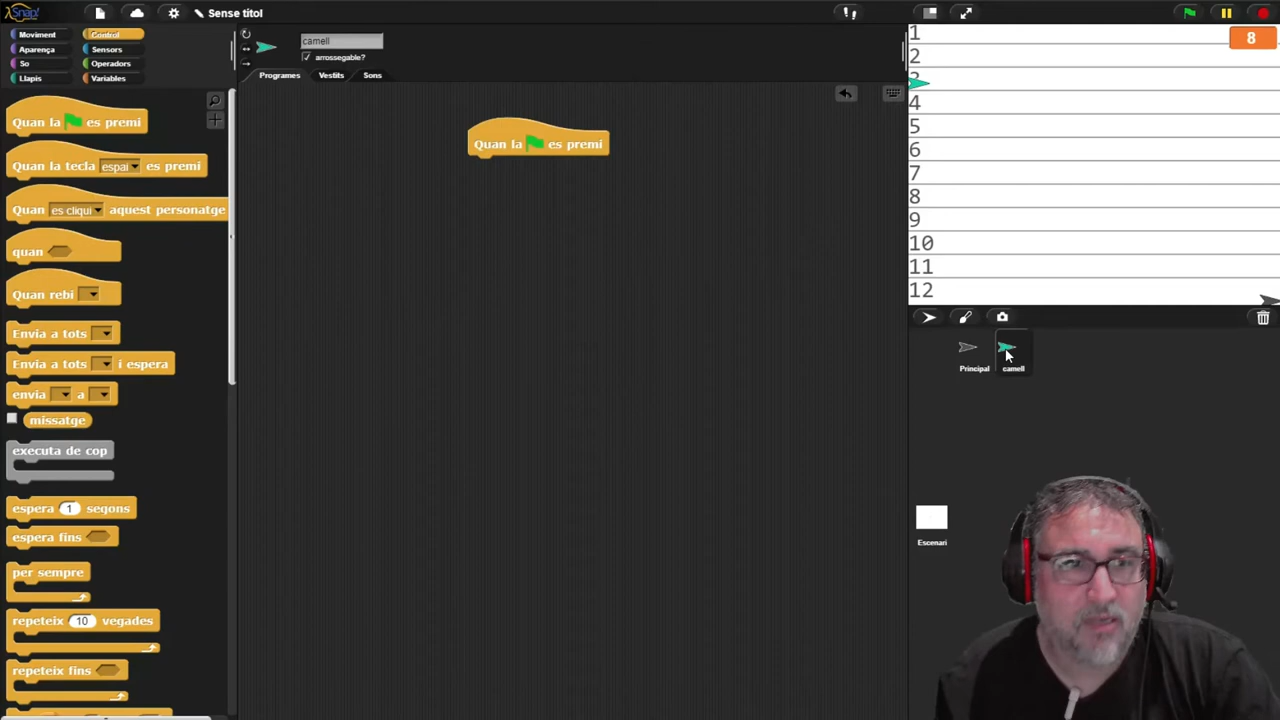 Snap!
Sense titol
Moviment
Control
Aparença
Sensors
So
Operadors
Llapis
Variables
camell
arrossegable?
Programes
Vestits
Sons
Quan la es premi
Quan la tecla espai es premi
Quan es cliqui aquest personatge
quan
Quan rebi
Envia a tots
Envia a tots i espera
envia a
missatge
executa de cop
espera 1 segons
espera fins
per sempre
repeteix 10 vegades
repeteix fins
Quan la es premi
1
2
3
4
5
6
7
8
9
10
11
12
8
Principal
camell
Escenari